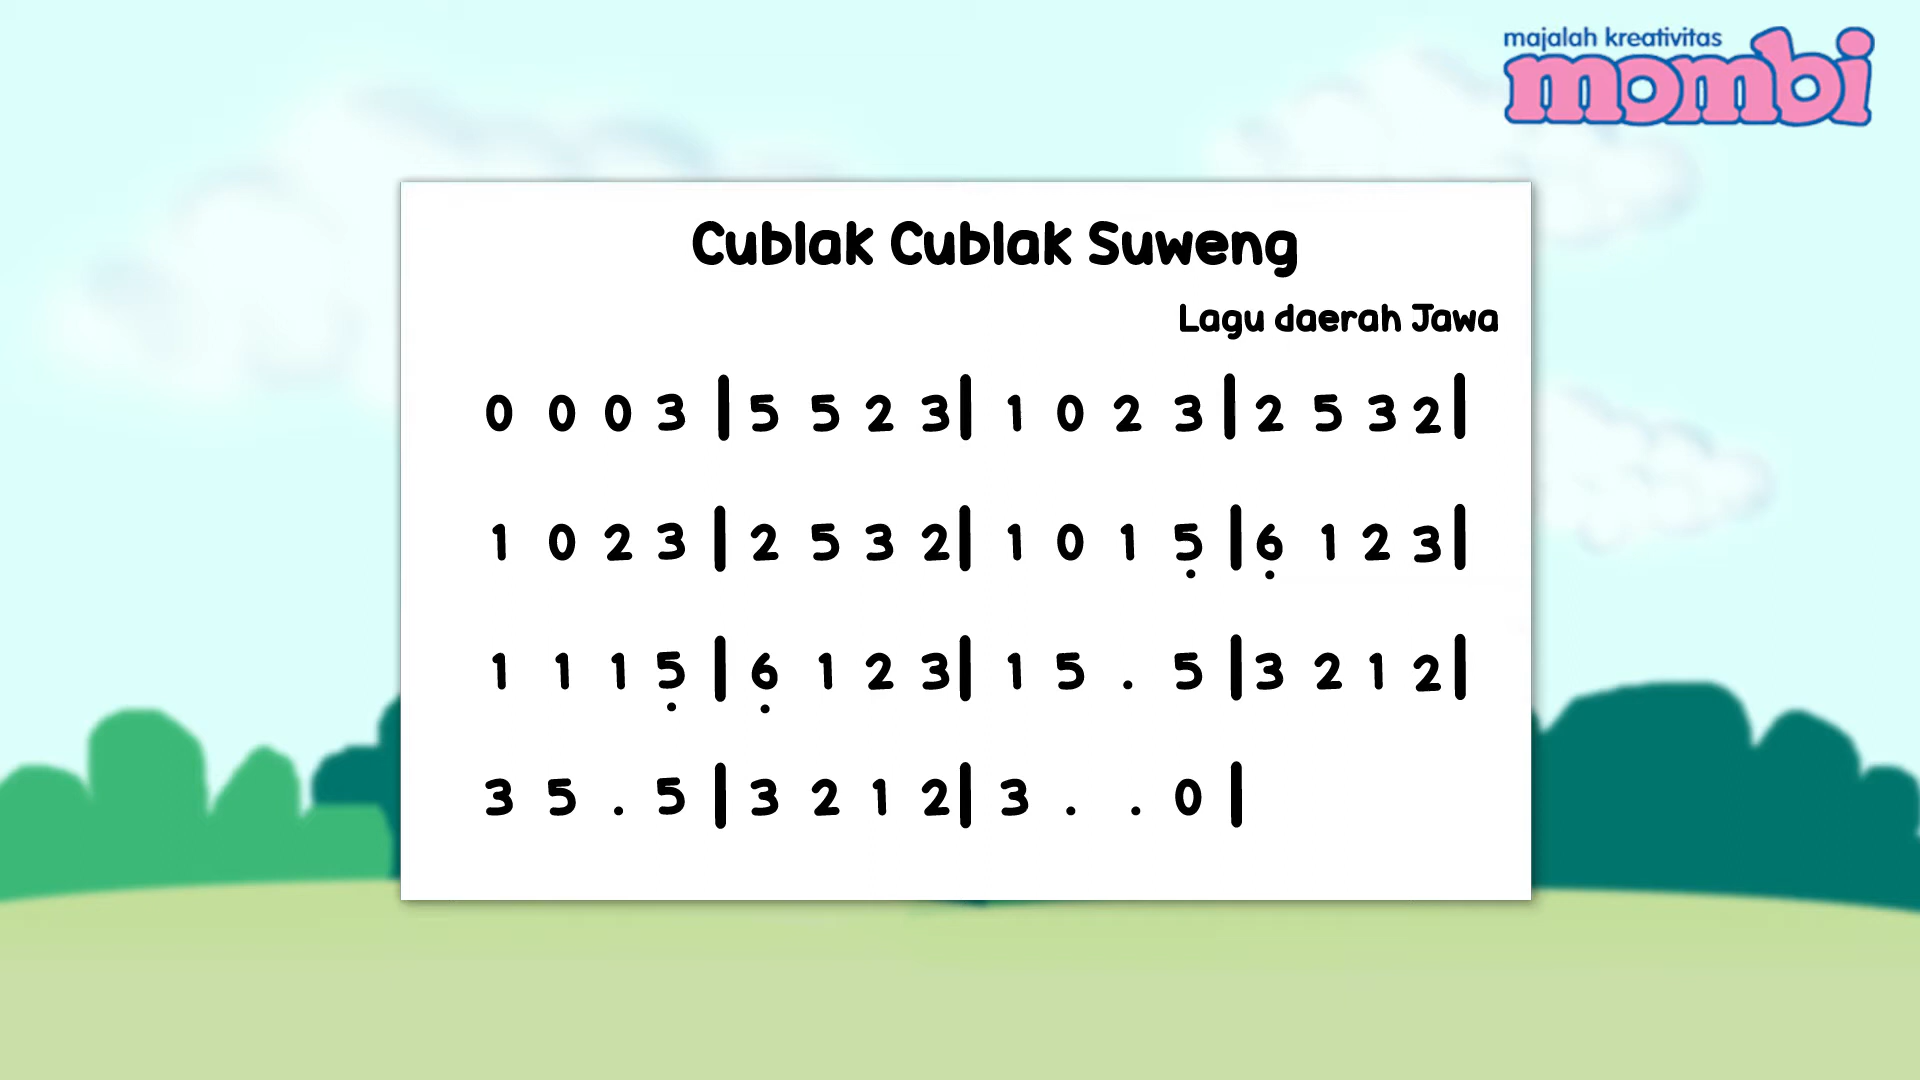 majalah kreativitas
mombi
Cublak Cublak Suweng
Lagu daerah Jawa
0 0 0 3 | 5 5 2 3 | 1 0 2 3 | 2 5 3 2 |
1 0 2 3 | 2 5 3 2 | 1 0 1 5̣ | 6̣ 1 2 3 |
1 1 1 5̣ | 6̣ 1 2 3 | 1 5 . 5 | 3 2 1 2 |
3 5 . 5 | 3 2 1 2 | 3 . . 0 |